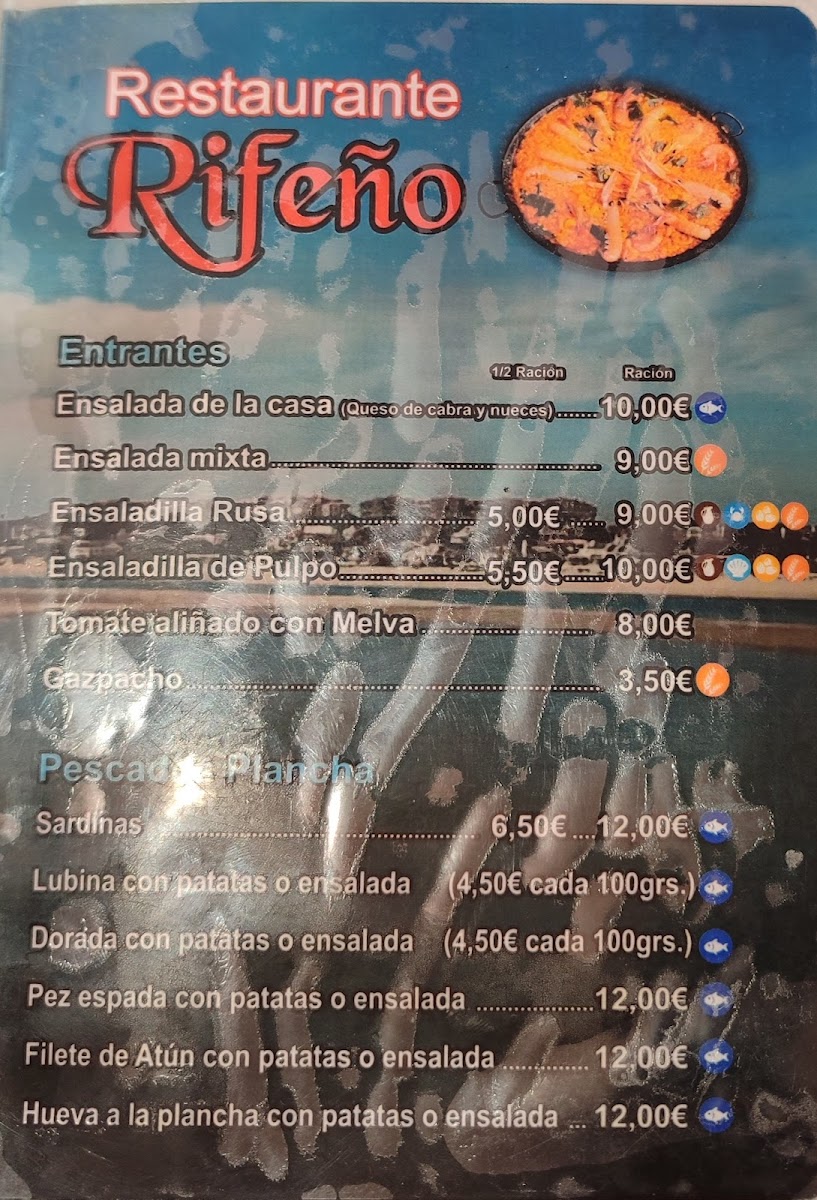 Restaurante
Rifeño
Entrantes
1/2 Ración Ración
Ensalada de la casa (Queso de cabra y nueces)......10,00€
Ensalada mixta.......................................................... 9,00€
Ensaladilla Rusa........................... 5,00€ ...... 9,00€
Ensaladilla de Pulpo........................5,50€......10,00€
Tomate aliñado con Melva............................ 8,00€
Gazpacho..................................................................... 3,50€
Pescado Plancha
Sardinas ................................................ 6,50€ ...12,00€
Lubina con patatas o ensalada (4,50€ cada 100grs.)
Dorada con patatas o ensalada (4,50€ cada 100grs.)
Pez espada con patatas o ensalada .................12,00€
Filete de Atún con patatas o ensalada ............. 12,00€
Hueva a la plancha con patatas o ensalada ... 12,00€